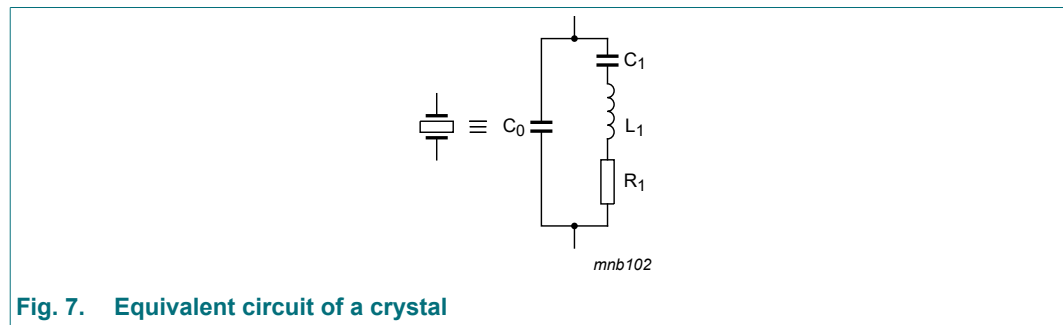 C1
C0
L1
R1
mnb102
Fig. 7. Equivalent circuit of a crystal